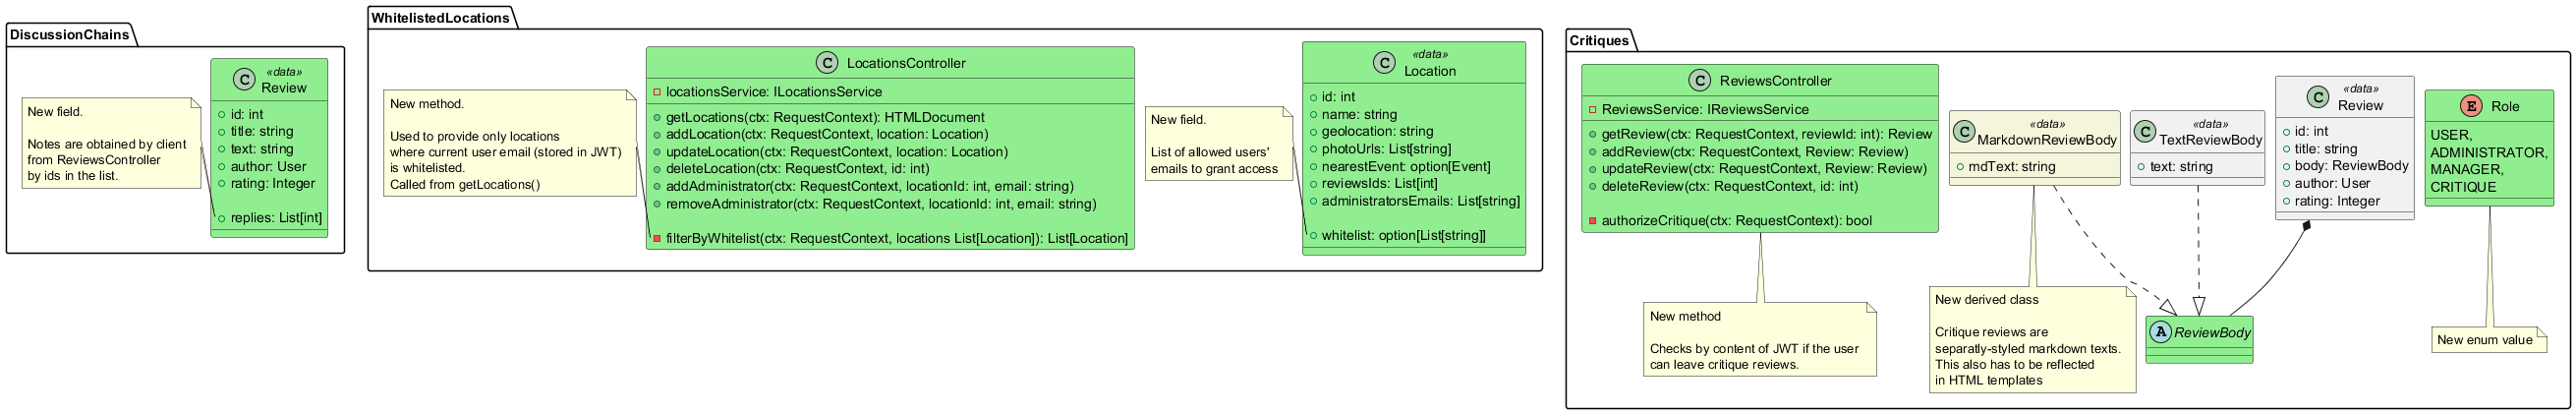 DiscussionChains
New field.
Notes are obtained by client
from ReviewsController
by ids in the list.
C
«data»
Review
id: int
title: string
text: string
author: User
rating: Integer
replies: List[int]
WhitelistedLocations
New method.
Used to provide only locations
where current user email (stored in JWT)
is whitelisted.
Called from getLocations()
C LocationsController
locationsService: ILocationsService
getLocations(ctx: RequestContext): HTMLDocument
addLocation(ctx: RequestContext, location: Location)
updateLocation(ctx: RequestContext, location: Location)
deleteLocation(ctx: RequestContext, id: int)
addAdministrator(ctx: RequestContext, locationId: int, email: string)
removeAdministrator(ctx: RequestContext, locationId: int, email: string)
filterByWhitelist(ctx: RequestContext, locations List[Location]): List[Location]
New field.
List of allowed users'
emails to grant access
C
«data»
Location
id: int
name: string
geolocation: string
photoUrls: List[string]
nearestEvent: option[Event]
reviewsIds: List[int]
administratorsEmails: List[string]
whitelist: option[List[string]]
Critiques
C ReviewsController
ReviewsService: IReviewsService
getReview(ctx: RequestContext, reviewId: int): Review
addReview(ctx: RequestContext, Review: Review)
updateReview(ctx: RequestContext, Review: Review)
deleteReview(ctx: RequestContext, id: int)
authorizeCritique(ctx: RequestContext): bool
New method
Checks by content of JWT if the user
can leave critique reviews.
C
«data»
MarkdownReviewBody
mdText: string
New derived class
Critique reviews are
separatly-styled markdown texts.
This also has to be reflected
in HTML templates
C
«data»
TextReviewBody
text: string
C
«data»
Review
id: int
title: string
body: ReviewBody
author: User
rating: Integer
A ReviewBody
E Role
USER,
ADMINISTRATOR,
MANAGER,
CRITIQUE
New enum value